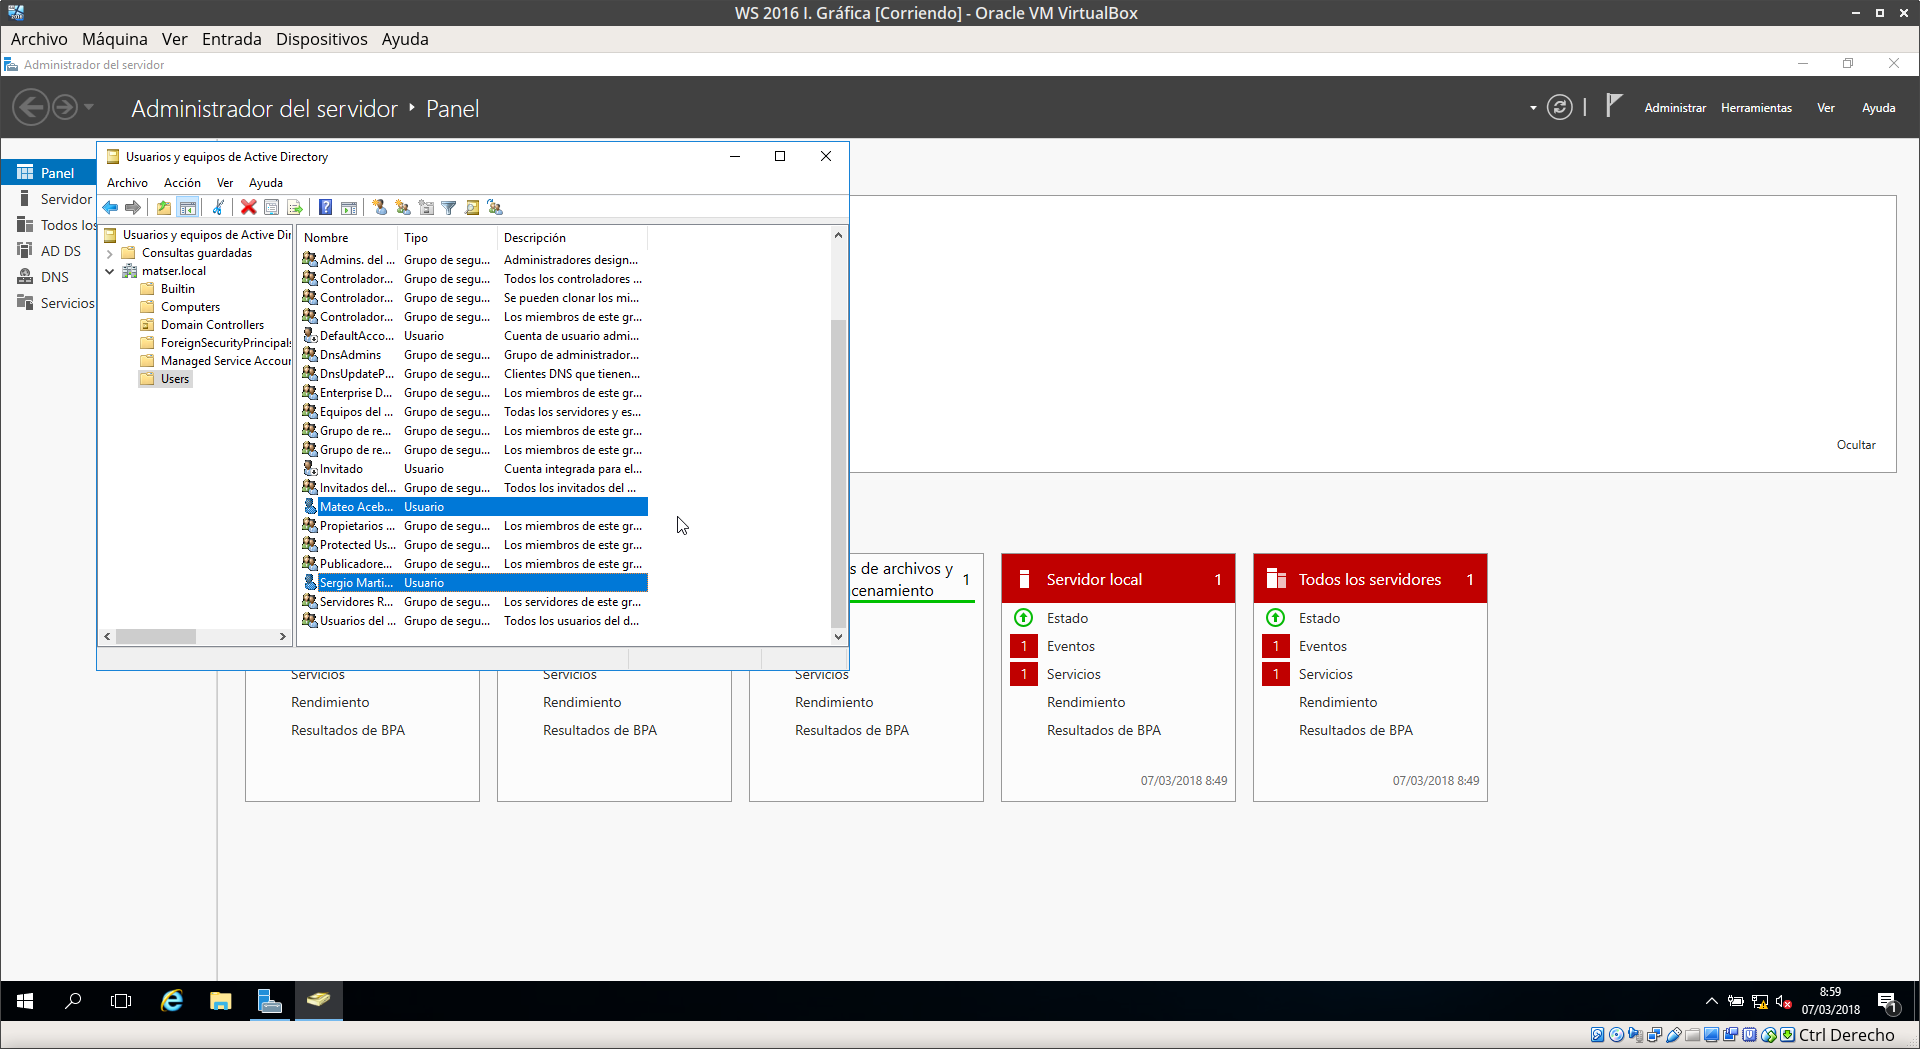 WS 2016 I. Gráfica [Corriendo] - Oracle VM VirtualBox
Archivo Máquina Ver Entrada Dispositivos Ayuda
Administrador del servidor
Administrador del servidor ‣ Panel
Administrar Herramientas Ver Ayuda
Panel
Servidor
Todos los
AD DS
DNS
Servicios
Usuarios y equipos de Active Directory
Archivo Acción Ver Ayuda
Usuarios y equipos de Active Dir
Consultas guardadas
matser.local
Builtin
Computers
Domain Controllers
ForeignSecurityPrincipals
Managed Service Accour
Users
Nombre Tipo Descripción
Admins. del ... Grupo de segu... Administradores design...
Controlador... Grupo de segu... Todos los controladores ...
Controlador... Grupo de segu... Se pueden clonar los mi...
Controlador... Grupo de segu... Los miembros de este gr...
DefaultAcco... Usuario Cuenta de usuario admi...
DnsAdmins Grupo de segu... Grupo de administrador...
DnsUpdateP... Grupo de segu... Clientes DNS que tienen...
Enterprise D... Grupo de segu... Los miembros de este gr...
Equipos del ... Grupo de segu... Todas los servidores y es...
Grupo de re... Grupo de segu... Los miembros de este gr...
Grupo de re... Grupo de segu... Los miembros de este gr...
Invitado Usuario Cuenta integrada para el...
Invitados del... Grupo de segu... Todos los invitados del ...
Mateo Aceb... Usuario
Propietarios ... Grupo de segu... Los miembros de este gr...
Protected Us... Grupo de segu... Los miembros de este gr...
Publicadore... Grupo de segu... Los miembros de este gr...
Sergio Marti... Usuario
Servidores R... Grupo de segu... Los servidores de este gr...
Usuarios del ... Grupo de segu... Todos los usuarios del d...
Ocultar
Servicios
Rendimiento
Resultados de BPA
Servicios
Rendimiento
Resultados de BPA
s de archivos y
cenamiento
1
Servicios
Rendimiento
Resultados de BPA
Servidor local 1
Estado
1 Eventos
1 Servicios
Rendimiento
Resultados de BPA
07/03/2018 8:49
Todos los servidores 1
Estado
1 Eventos
1 Servicios
Rendimiento
Resultados de BPA
07/03/2018 8:49
8:59
07/03/2018
1
Ctrl Derecho